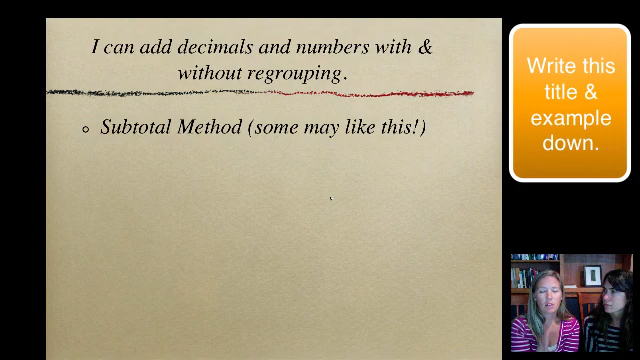 I can add decimals and numbers with &
without regrouping.
Subtotal Method (some may like this!)
Write this
title &
example
down.